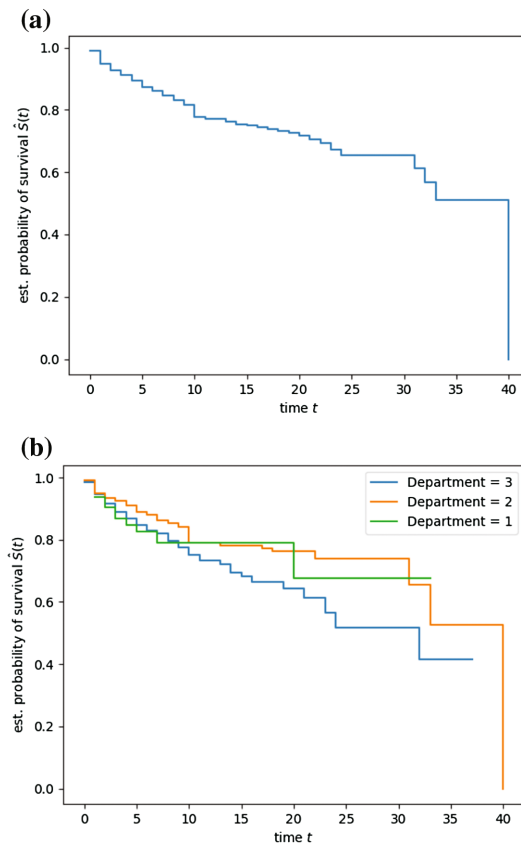 (a)
1.0
0.8
0.6
0.4
0.2
0.0
est. probability of survival Ŝ(t)
0 5 10 15 20 25 30 35 40
time t
(b)
1.0
0.8
0.6
0.4
0.2
0.0
est. probability of survival Ŝ(t)
Department = 3
Department = 2
Department = 1
0 5 10 15 20 25 30 35 40
time t